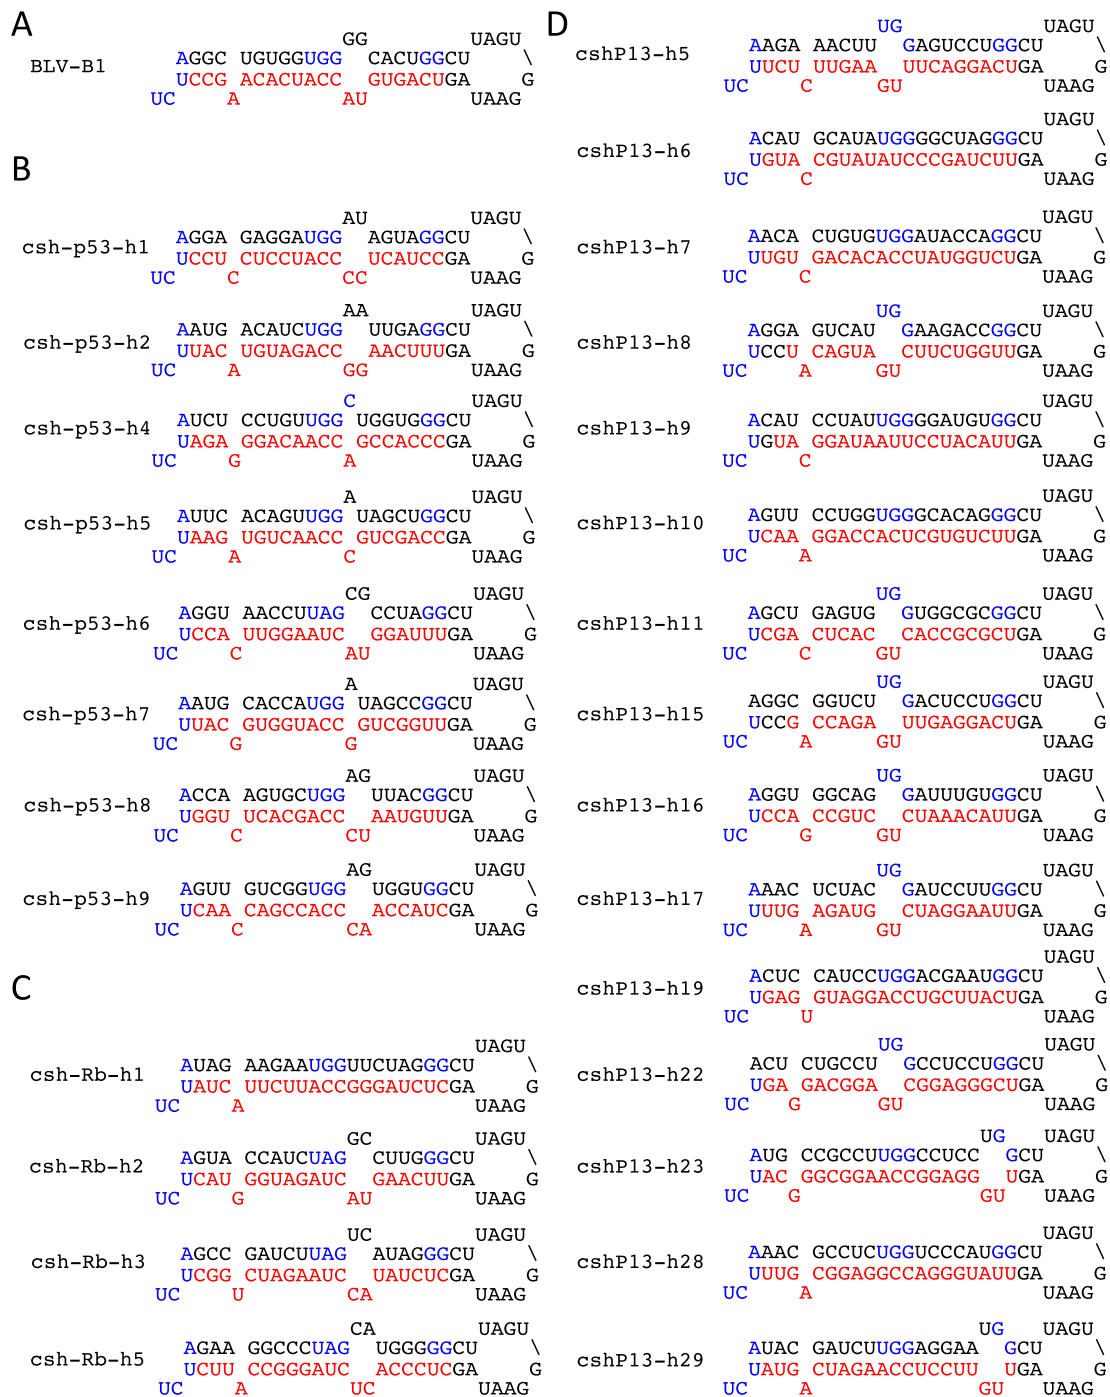 A
GG UAGU
BLV-B1 AGGC UGUGGUGG CACUGGCU \
UCCG ACACUACC GUGACUGA G
UC A AU UAAG
B
AU UAGU
csh-p53-h1 AGGA GAGGAUGG AGUAGGCU \
UCCU CUCCUACC UCAUCCGA G
UC C CC UAAG
AA UAGU
csh-p53-h2 AAUG ACAUCUGG UUGAGGCU \
UUAC UGUAGACC AACUUUGA G
UC A GG UAAG
C UAGU
csh-p53-h4 AUCU CCUGUUGG UGGUGGGCU \
UAGA GGACAACC GCCACCCGA G
UC G A UAAG
A UAGU
csh-p53-h5 AUUC ACAGUUGG UAGCUGGCU \
UAAG UGUCAACC GUCGACCGA G
UC A C UAAG
CG UAGU
csh-p53-h6 AGGU AACCUUAG CCUAGGCU \
UCCA UUGGAAUC GGAUUUGA G
UC C AU UAAG
A UAGU
csh-p53-h7 AAUG CACCAUGG UAGCCGGCU \
UUAC GUGGUACC GUCGGUUGA G
UC G G UAAG
AG UAGU
csh-p53-h8 ACCA AGUGCUGG UUACGGCU \
UGGU UCACGACC AAUGUUGA G
UC C CU UAAG
AG UAGU
csh-p53-h9 AGUU GUCGGUGG UGGUGGCU \
UCAA CAGCCACC ACCAUCGA G
UC C CA UAAG
C
UAGU
csh-Rb-h1 AUAG AAGAAUGGUUCUAGGGCU \
UAUC UUCUUACCGGGAUCUCGA G
UC A UAAG
GC UAGU
csh-Rb-h2 AGUA CCAUCUAG CUUGGGCU \
UCAU GGUAGAUC GAACUUGA G
UC G AU UAAG
UC UAGU
csh-Rb-h3 AGCC GAUCUUAG AUAGGGCU \
UCGG CUAGAAUC UAUCUCGA G
UC U CA UAAG
CA UAGU
csh-Rb-h5 AGAA GGCCCUAG UGGGGGCU \
UCUU CCGGGAUC ACCCUCGA G
UC A UC UAAG
D
UG UAGU
cshP13-h5 AAGA AACUU GAGUCCUGGCU \
UUCU UUGAA UUCAGGACUGA G
UC C GU UAAG
UAGU
cshP13-h6 ACAU GCAUAUGGGGCUAGGGCU \
UGUA CGUAUAUCCCGAUCUUGA G
UC C UAAG
UAGU
cshP13-h7 AACA CUGUGUGGAUACCAGGCU \
UUGU GACACACCUAUGGUCUGA G
UC C UAAG
UG UAGU
cshP13-h8 AGGA GUCAU GAAGACCGGCU \
UCCU CAGUA CUUCUGGUUGA G
UC A GU UAAG
UAGU
cshP13-h9 ACAU CCUAUUGGGGAUGUGGCU \
UGUA GGAUAAUUCCUACAUUGA G
UC C UAAG
UAGU
cshP13-h10 AGUU CCUGGUGGGCACAGGGCU \
UCAA GGACCACUCGUGUCUUGA G
UC A UAAG
UG UAGU
cshP13-h11 AGCU GAGUG GUGGCGCGGCU \
UCGA CUCAC CACCGCGCUGA G
UC C GU UAAG
UG UAGU
cshP13-h15 AGGC GGUCU GACUCCUGGCU \
UCCG CCAGA UUGAGGACUGA G
UC A GU UAAG
UG UAGU
cshP13-h16 AGGU GGCAG GAUUUGUGGCU \
UCCA CCGUC CUAAACAUUGA G
UC G GU UAAG
UG UAGU
cshP13-h17 AAAC UCUAC GAUCCUUGGCU \
UUUG AGAUG CUAGGAAUUGA G
UC A GU UAAG
UAGU
cshP13-h19 ACUC CAUCCUGGACGAAUGGCU \
UGAG GUAGGACCUGCUUACUGA G
UC U UAAG
UG UAGU
cshP13-h22 ACU CUGCCU GCCUCCUGGCU \
UGA GACGGA CGGAGGGCUGA G
UC G GU UAAG
UG UAGU
cshP13-h23 AUG CCGCCUUGGCCUCC GCU \
UAC GGCGGAACCGGAGG UGA G
UC G GU UAAG
UAGU
cshP13-h28 AAAC GCCUCUGGUCCCAUGGCU \
UUUG CGGAGGCCAGGGUAUUGA G
UC A UAAG
UG UAGU
cshP13-h29 AUAC GAUCUUGGAGGAA GCU \
UAUG CUAGAACCUCCUU UGA G
UC A GU UAAG